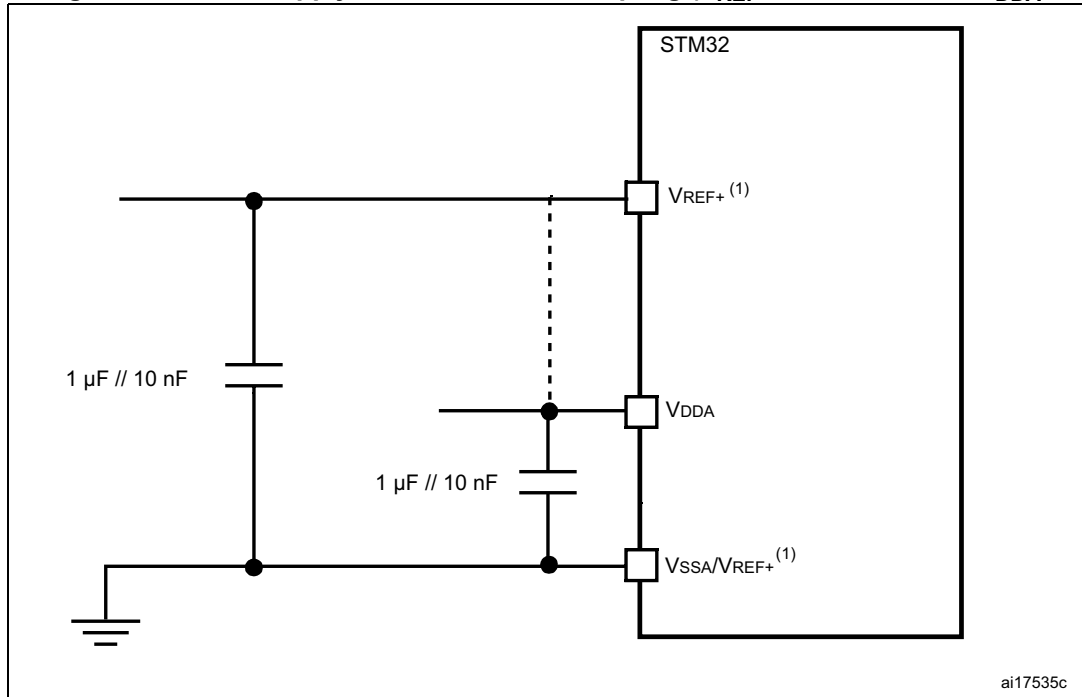 STM32
VREF+ (1)
1 µF // 10 nF
VDDA
1 µF // 10 nF
VSSA/VREF+ (1)
ai17535c